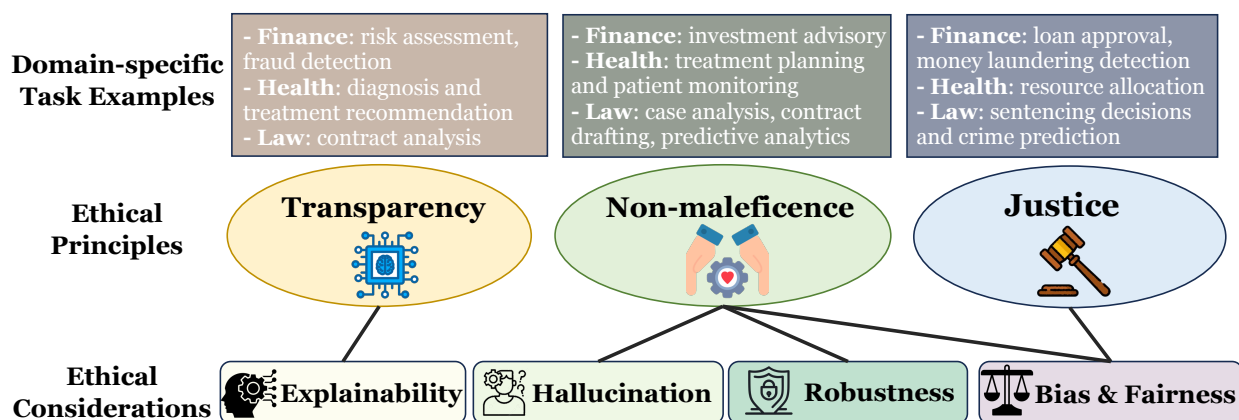 Domain-specific
Task Examples
- Finance: risk assessment,
fraud detection
- Health: diagnosis and
treatment recommendation
- Law: contract analysis
- Finance: investment advisory
- Health: treatment planning
and patient monitoring
- Law: case analysis, contract
drafting, predictive analytics
- Finance: loan approval,
money laundering detection
- Health: resource allocation
- Law: sentencing decisions
and crime prediction
Ethical
Principles
Transparency
Non-maleficence
Justice
Ethical
Considerations
Explainability
Hallucination
Robustness
Bias & Fairness